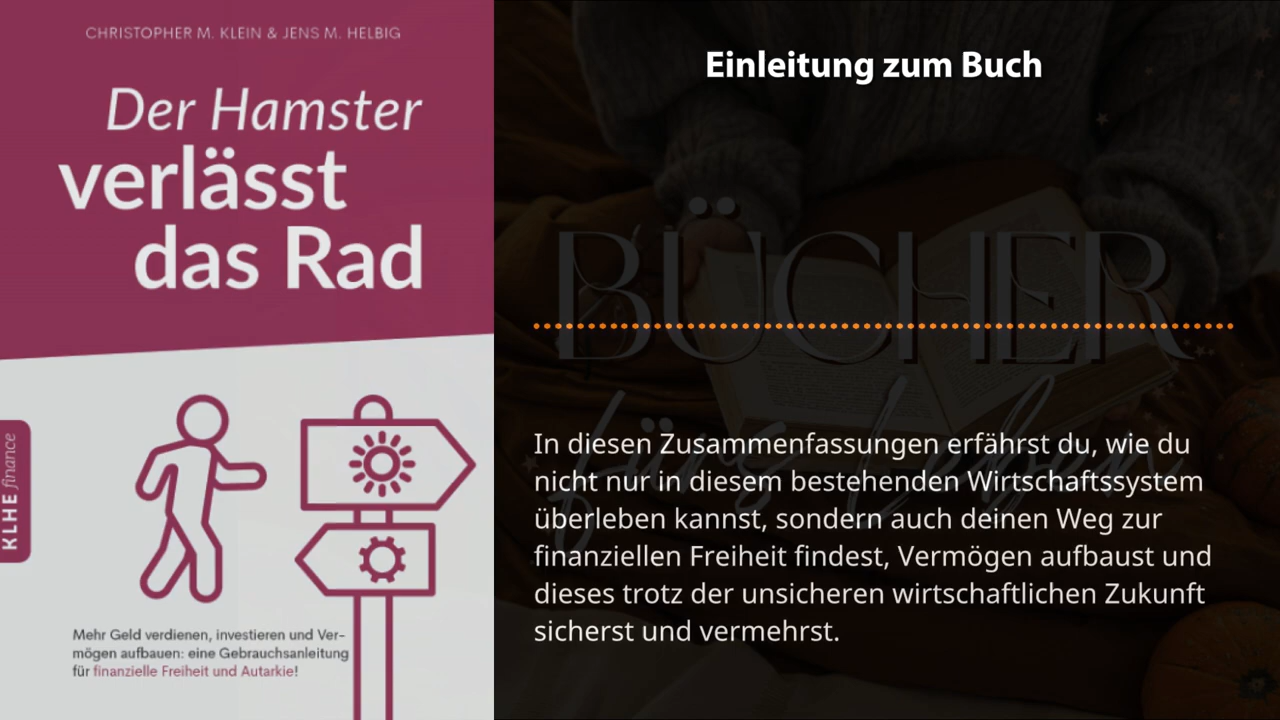 CHRISTOPHER M. KLEIN & JENS M. HELBIG
Der Hamster
verlässt
das Rad
KLHE finance
Mehr Geld verdienen, investieren und Ver-
mögen aufbauen: eine Gebrauchsanleitung
für finanzielle Freiheit und Autarkie!
Einleitung zum Buch
BÜCHER
fürs Leben
In diesen Zusammenfassungen erfährst du, wie du
nicht nur in diesem bestehenden Wirtschaftssystem
überleben kannst, sondern auch deinen Weg zur
finanziellen Freiheit findest, Vermögen aufbaust und
dieses trotz der unsicheren wirtschaftlichen Zukunft
sicherst und vermehrst.